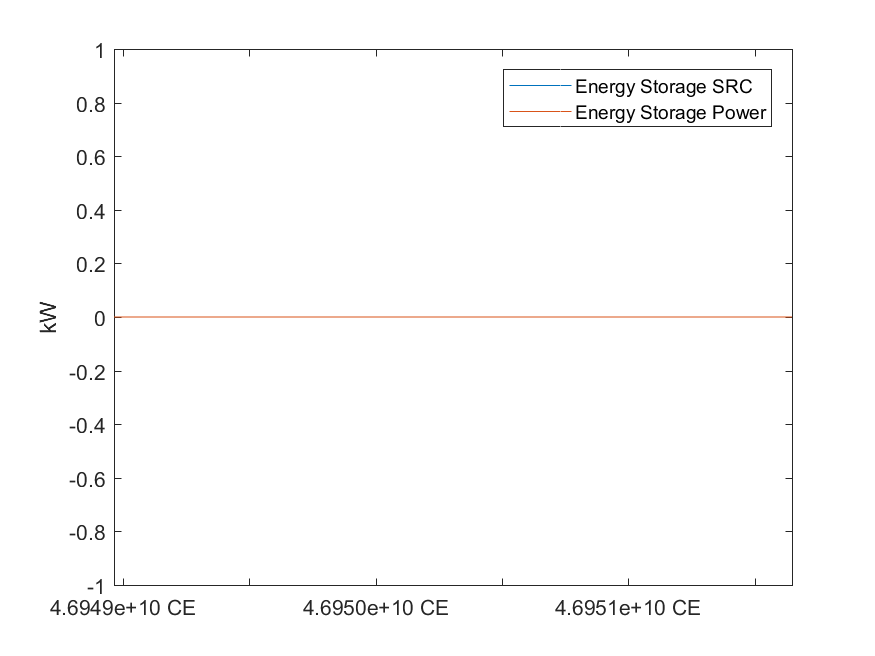 1
0.8
0.6
0.4
0.2
0
-0.2
-0.4
-0.6
-0.8
-1
kW
Energy Storage SRC
Energy Storage Power
4.6949e+10 CE
4.6950e+10 CE
4.6951e+10 CE